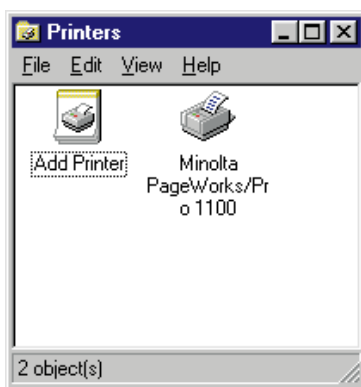 Printers
File Edit View Help
Add Printer
Minolta
PageWorks/Pr
o 1100
2 object(s)